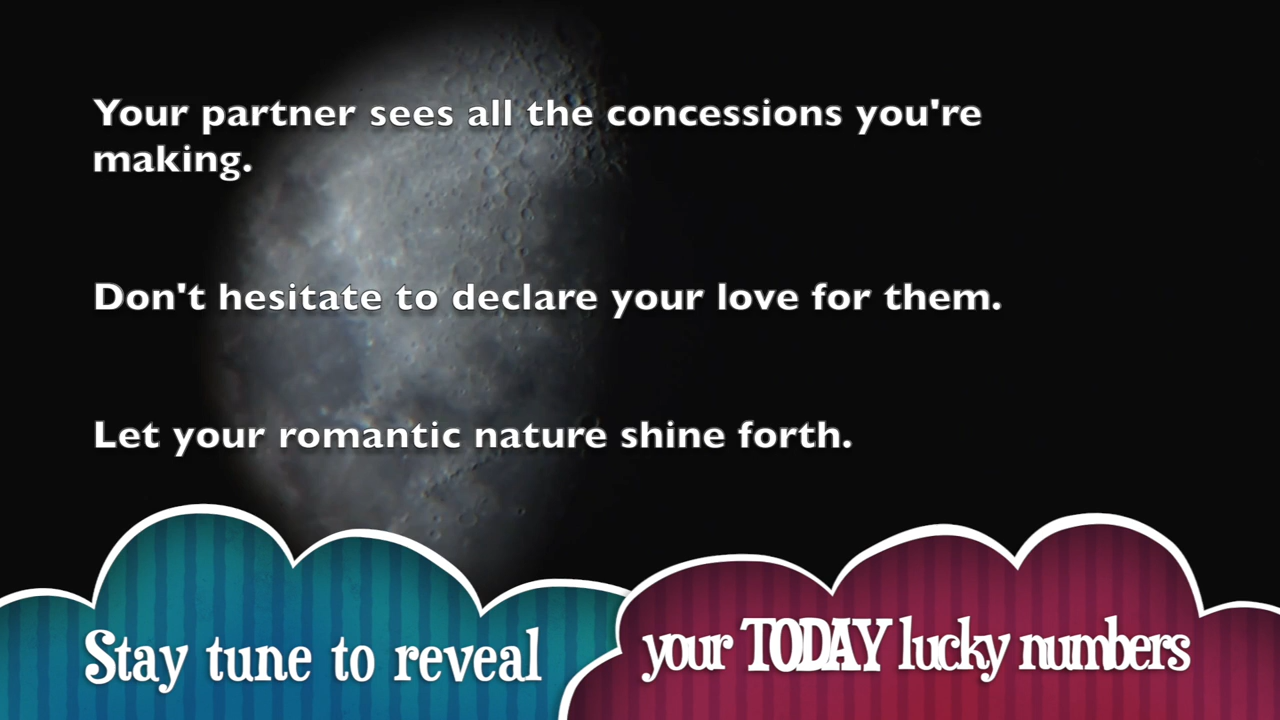 Your partner sees all the concessions you're
making.
Don't hesitate to declare your love for them.
Let your romantic nature shine forth.
Stay tune to reveal
your TODAY lucky numbers